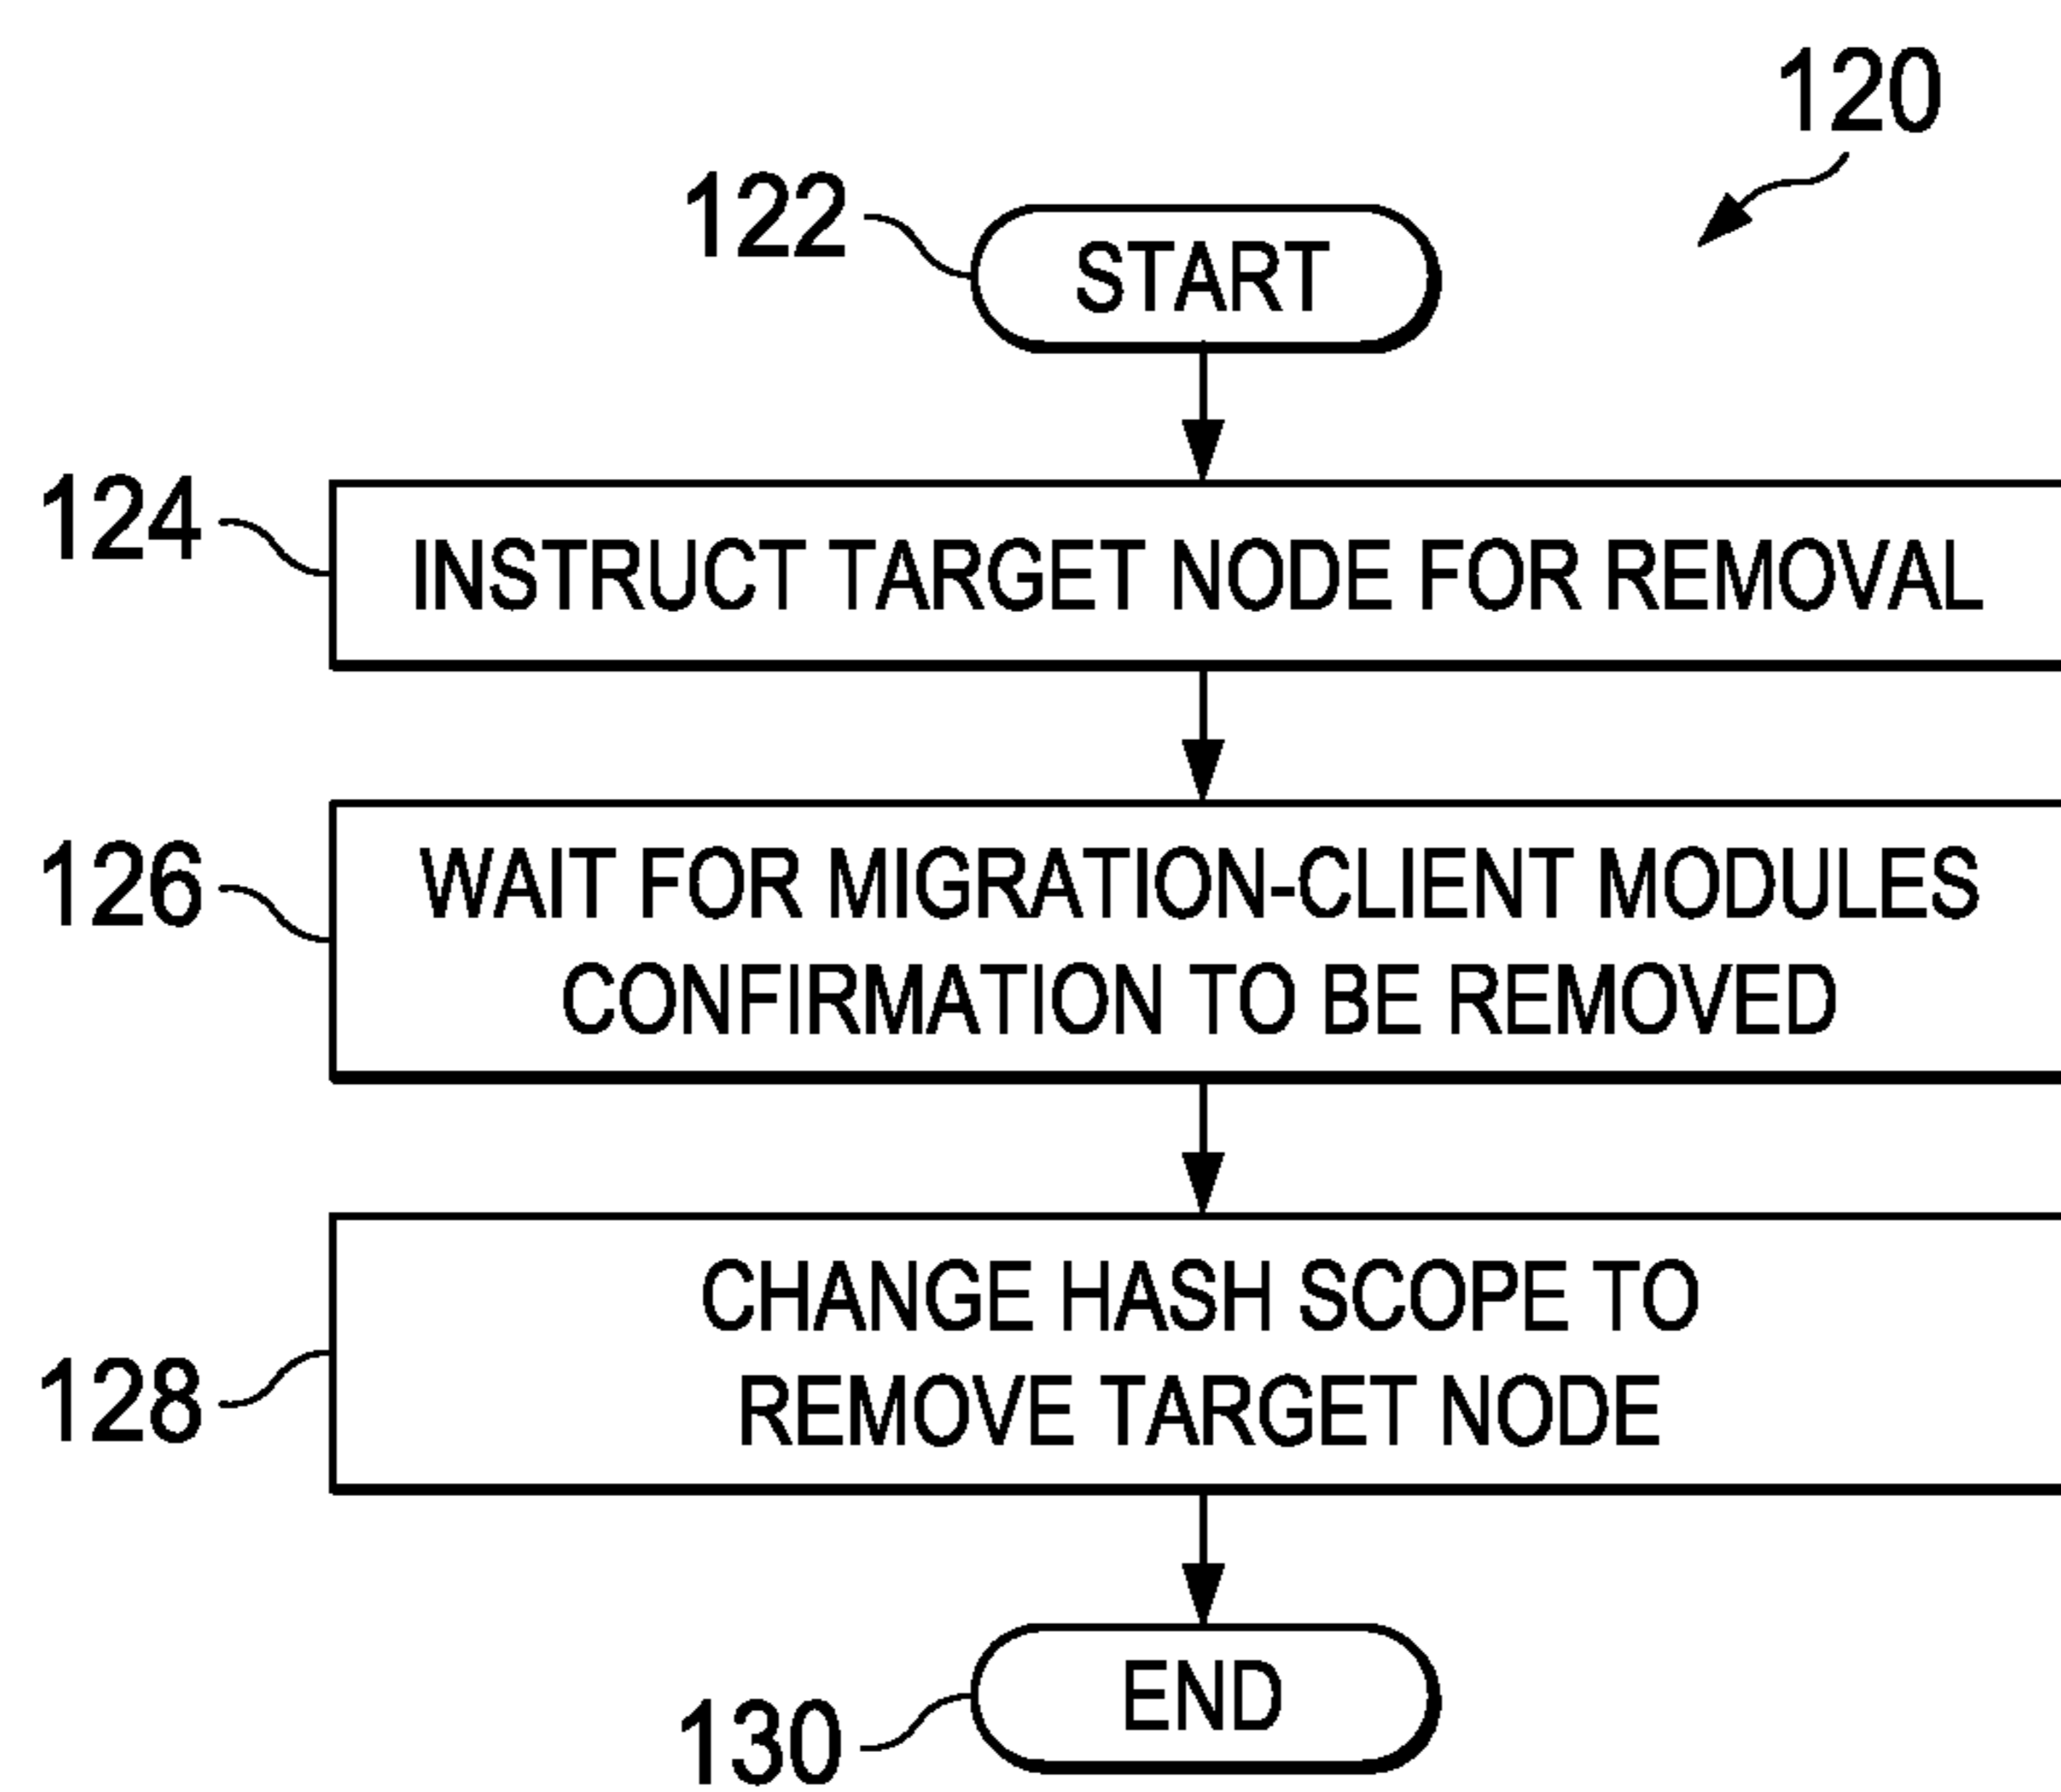 120
122
START
124
INSTRUCT TARGET NODE FOR REMOVAL
126
WAIT FOR MIGRATION-CLIENT MODULES
CONFIRMATION TO BE REMOVED
CHANGE HASH SCOPE TO
128
REMOVE TARGET NODE
END
130